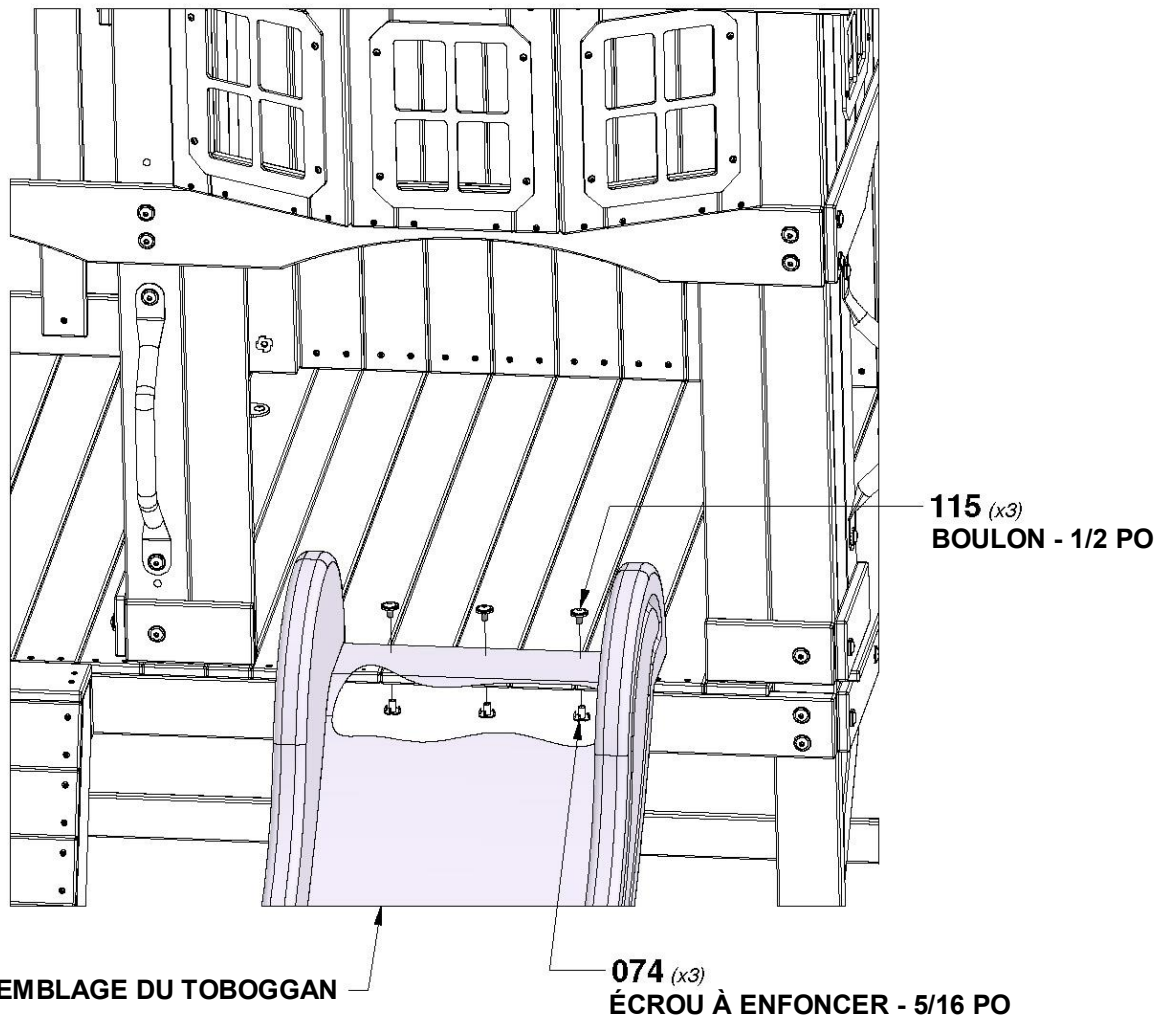 115 (x3)
BOULON - 1/2 PO
EMBLAGE DU TOBOGGAN
074 (x3)
ÉCROU À ENFONCER - 5/16 PO